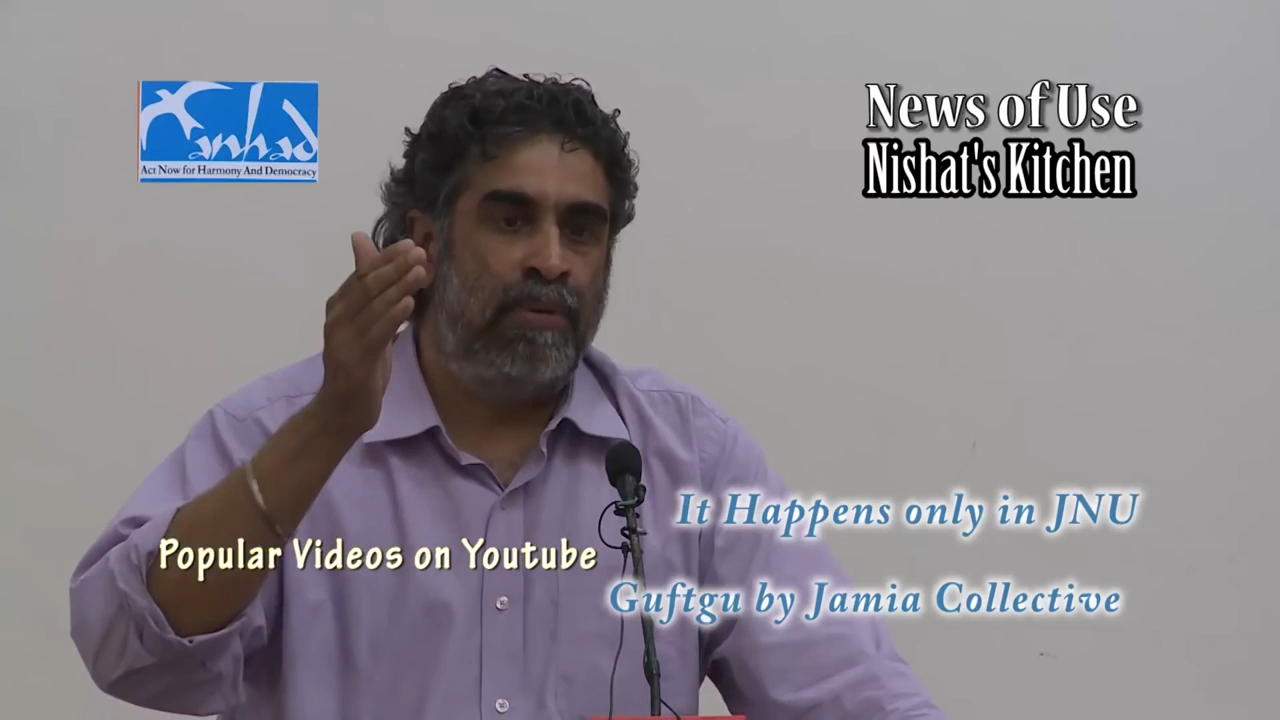 anhad
Act Now for Harmony And Democracy
News of Use
Nishat's Kitchen
It Happens only in JNU
Popular Videos on Youtube
Guftgu by Jamia Collective